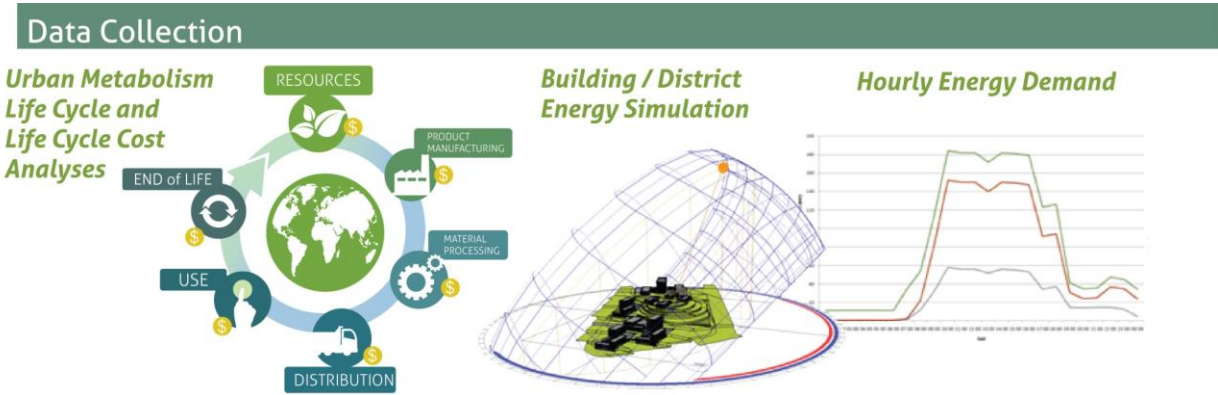 Data Collection
Urban Metabolism
Life Cycle and
Life Cycle Cost
Analyses
RESOURCES
PRODUCT
MANUFACTURING
MATERIAL
PROCESSING
DISTRIBUTION
USE
END of LIFE
$
$
$
$
$
$
Building / District
Energy Simulation
Hourly Energy Demand